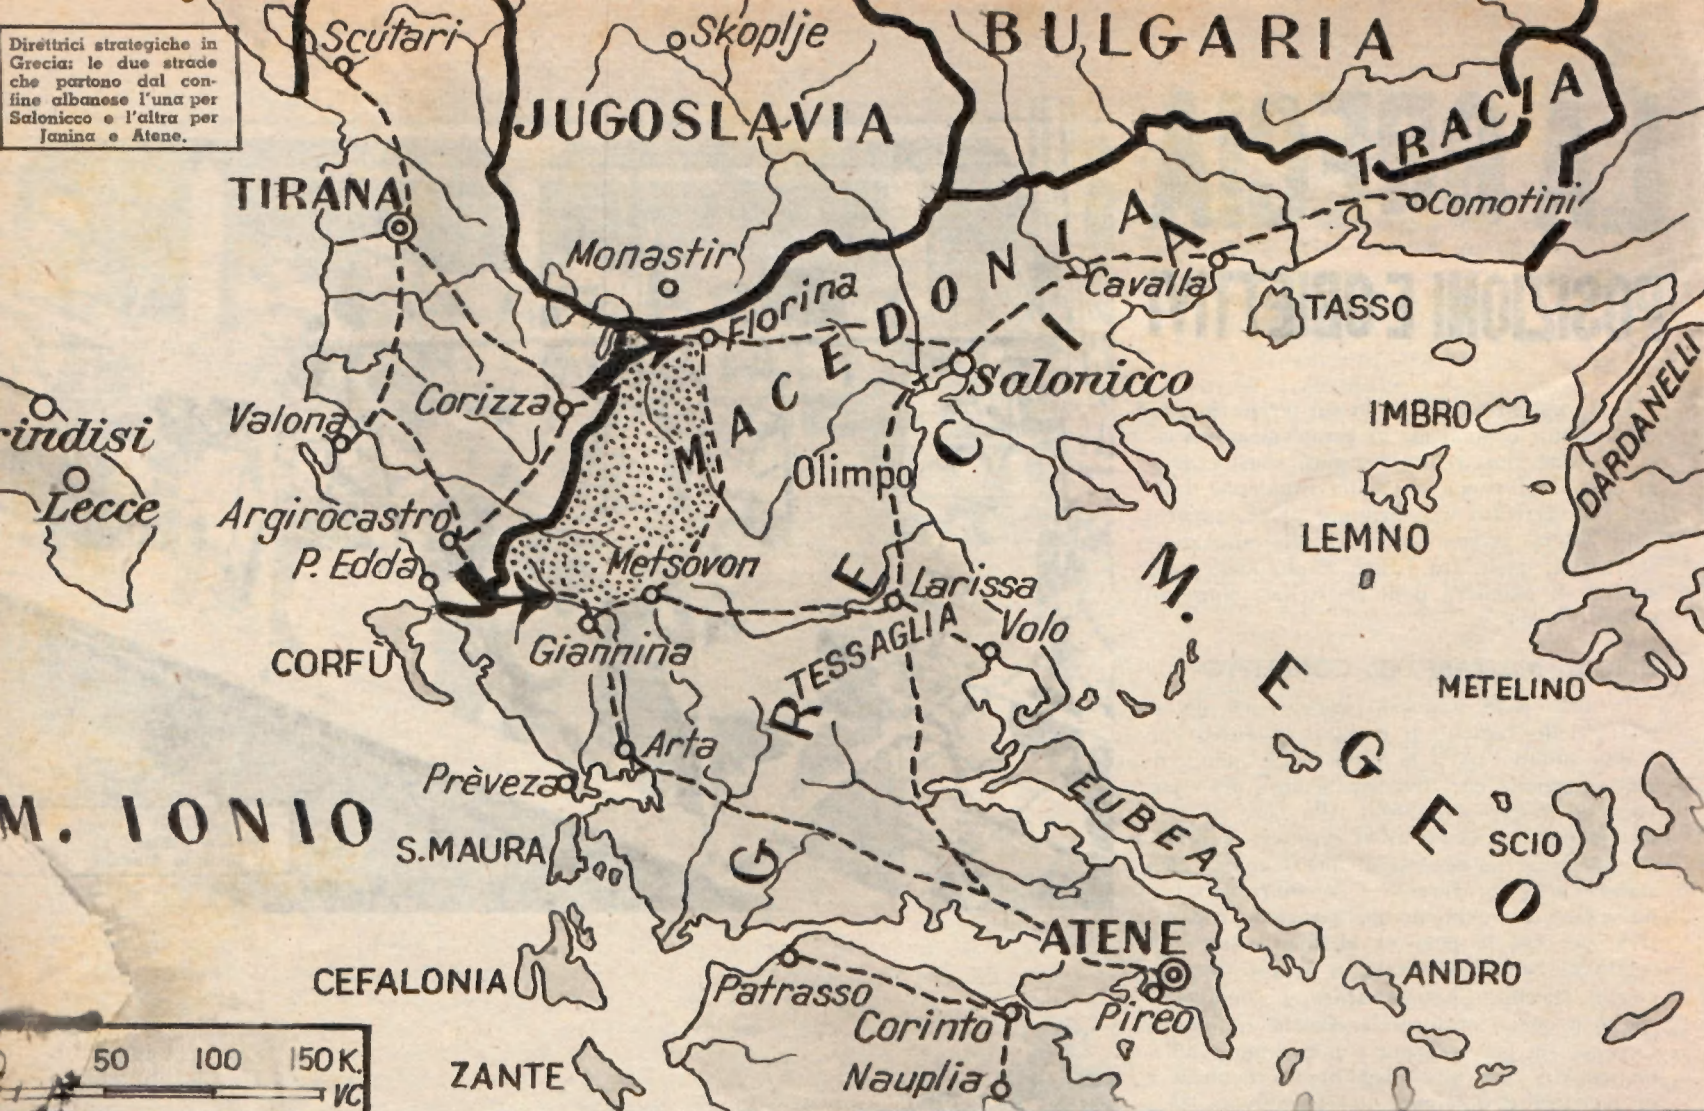 Direttrici strategiche in
Grecia: le due strade
che partono dal con-
fine albanese l'una per
Salonicco e l'altra per
Janina e Atene.
Scutari
Skoplje
BULGARIA
JUGOSLAVIA
TRACIA
TIRANA
Comotini
Monastir
Florina
MACEDONIA
Cavalla
TASSO
Salonicco
Corizza
Valona
IMBRO
DARDANELLI
rindisi
Lecce
Olimpo
Argirocastro
LEMNO
P. Edda
Metsovon
Larissa
Volo
TESSAGLIA
CORFÙ
Giannina
METELINO
GRECIA
M. EGEO
Arta
Prèveza
M. IONIO
S. MAURA
EUBEA
SCIO
ATENE
CEFALONIA
Patrasso
Corinto
Pireo
ANDRO
ZANTE
Nauplia
0 50 100 150 K.
VC